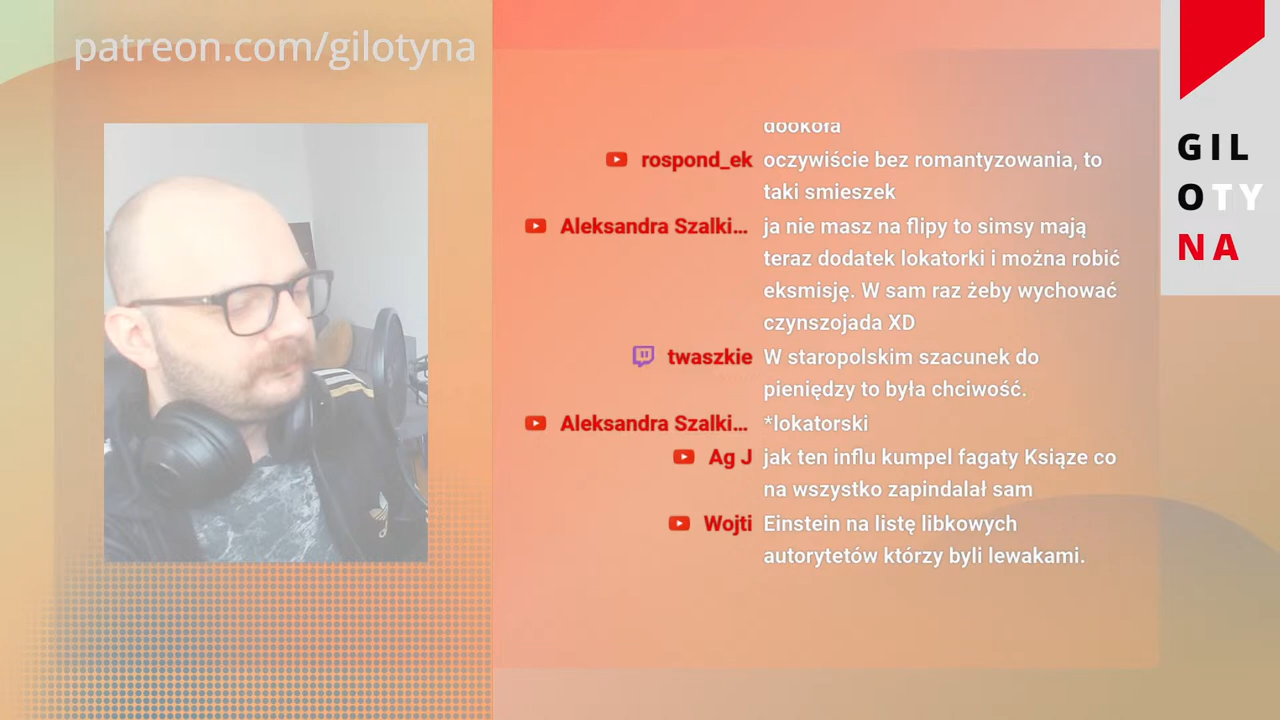 patreon.com/gilotyna
dookoła
rospond_ek oczywiście bez romantyzowania, to
taki smieszek
Aleksandra Szalki... ja nie masz na flipy to simsy mają
teraz dodatek lokatorki i można robić
eksmisję. W sam raz żeby wychować
czynszojada XD
twaszkie W staropolskim szacunek do
pieniędzy to była chciwość.
Aleksandra Szalki... *lokatorski
Ag J jak ten influ kumpel fagaty Książe co
na wszystko zapindalał sam
Wojti Einstein na listę libkowych
autorytetów którzy byli lewakami.
GIL
OTY
NA